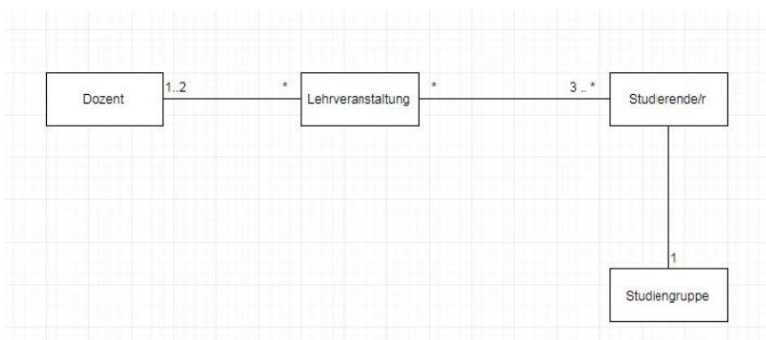 1..2
*
*
3 .. *
Dozent
Lehrveranstaltung
Studierende/r
1
Studiengruppe